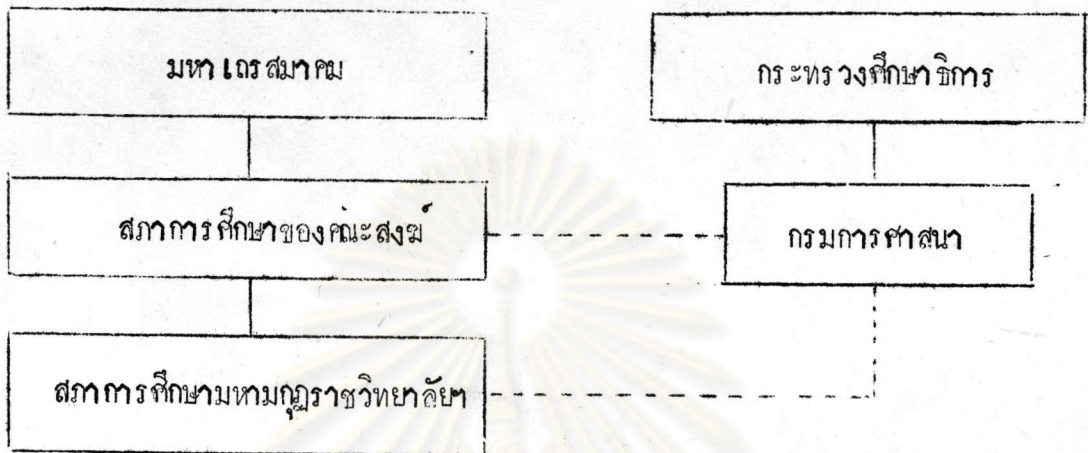 มหาเถรสมาคม
กระทรวงศึกษาธิการ
สภาการศึกษาของคณะสงฆ์
กรมการศาสนา
สภาการศึกษามหามกุฏราชวิทยาลัยฯ